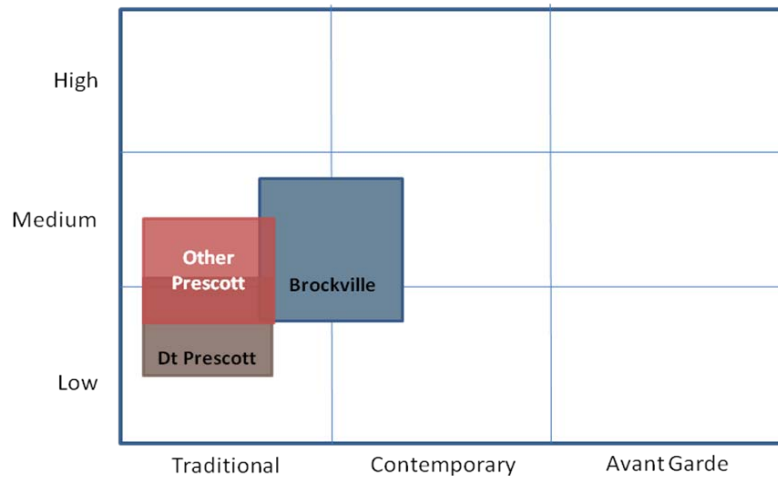 High
Medium
Other
Prescott
Brockville
Dt Prescott
Low
Traditional
Contemporary
Avant Garde